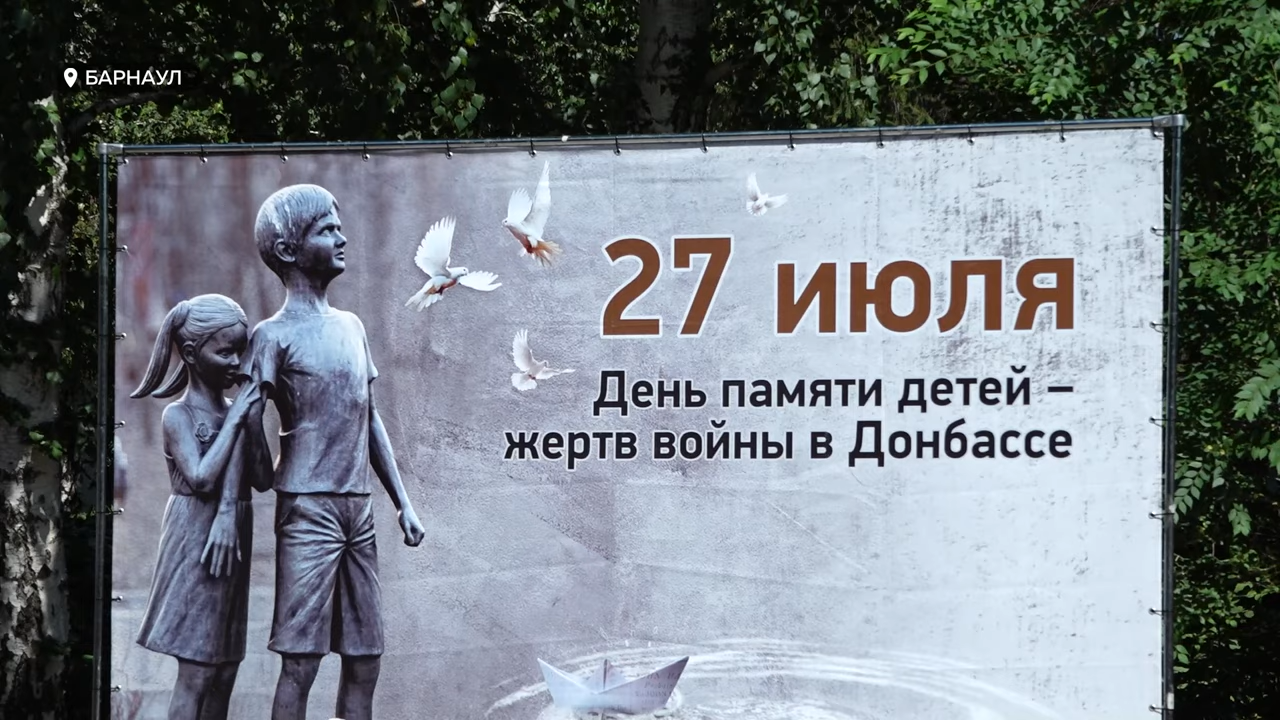 БАРНАУЛ
27 июля
День памяти детей –
жертв войны в Донбассе